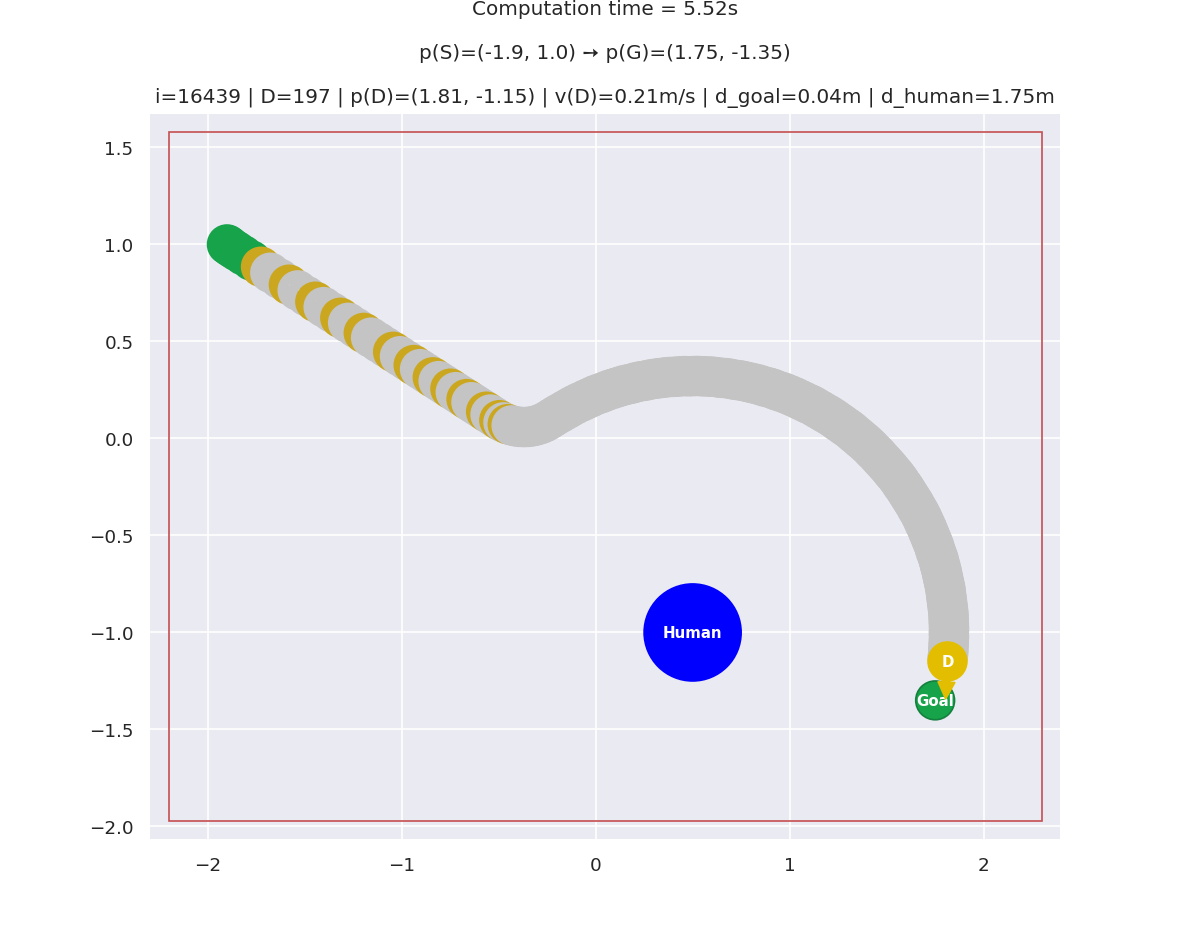 Computation time = 5.52s
p(S)=(-1.9, 1.0) → p(G)=(1.75, -1.35)
i=16439 | D=197 | p(D)=(1.81, -1.15) | v(D)=0.21m/s | d_goal=0.04m | d_human=1.75m
1.5
1.0
0.5
0.0
−0.5
Human
−1.0
D
Goal
−1.5
−2.0
−2
−1
0
1
2